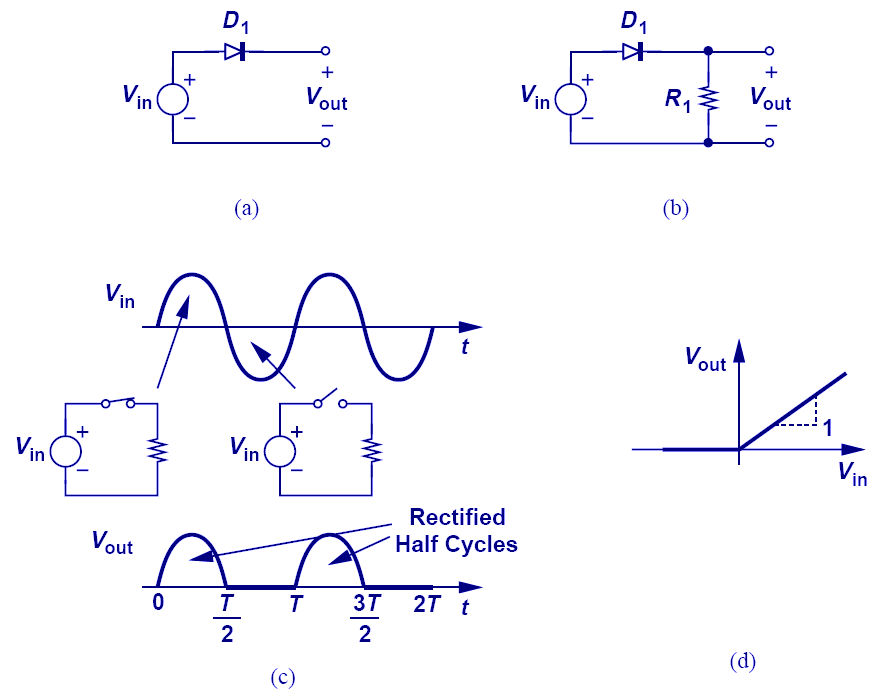 D1
Vin
+
−
+
Vout
−
(a)
D1
Vin
+
−
R1
+
Vout
−
(b)
Vin
t
Vin
+
−
Vin
+
−
Vout
Rectified
Half Cycles
0
T
2
T
3T
2
2T
t
(c)
Vout
1
Vin
(d)